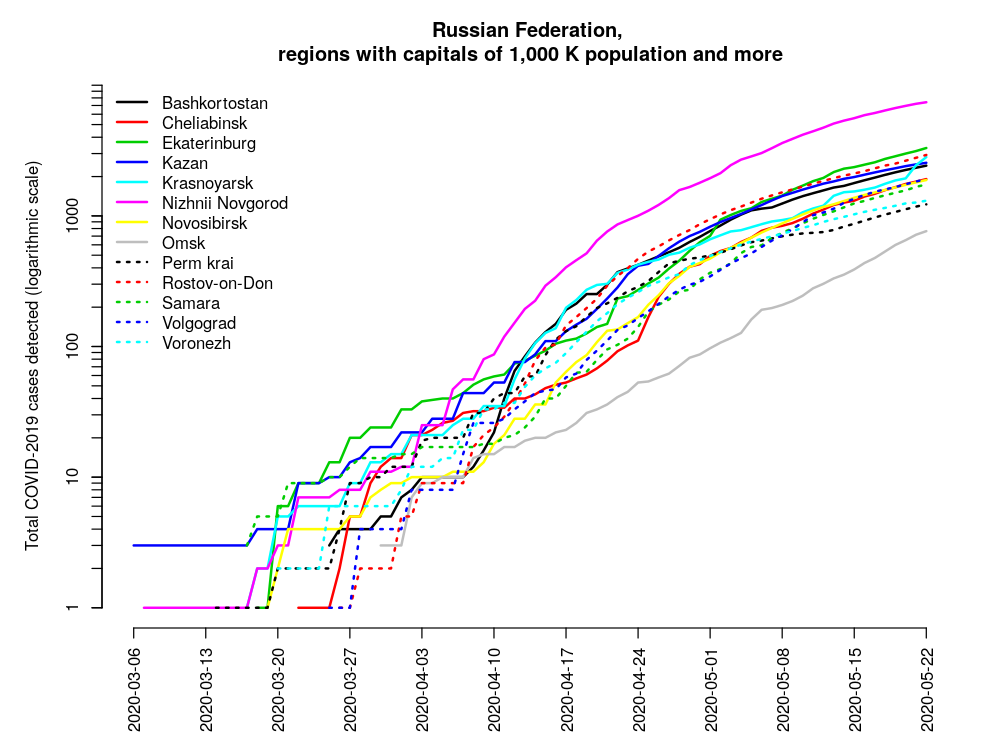 Russian Federation,
regions with capitals of 1,000 K population and more
Total COVID-2019 cases detected (logarithmic scale)
1000
100
10
1
Bashkortostan
Cheliabinsk
Ekaterinburg
Kazan
Krasnoyarsk
Nizhnii Novgorod
Novosibirsk
Omsk
Perm krai
Rostov-on-Don
Samara
Volgograd
Voronezh
2020-03-06
2020-03-13
2020-03-20
2020-03-27
2020-04-03
2020-04-10
2020-04-17
2020-04-24
2020-05-01
2020-05-08
2020-05-15
2020-05-22